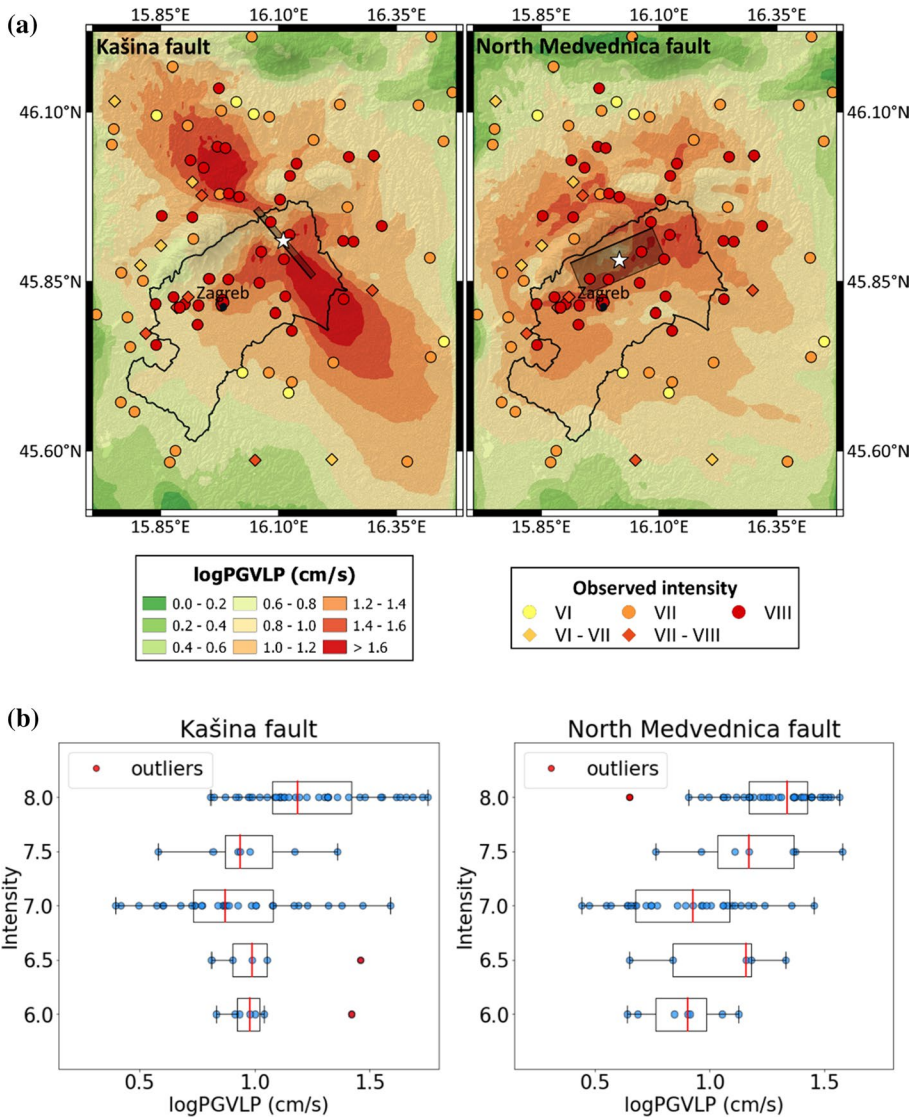 (a)
15.85°E 16.10°E 16.35°E 15.85°E 16.10°E 16.35°E
Kašina fault North Medvednica fault
46.10°N 46.10°N
45.85°N 45.85°N
Zagreb Zagreb
45.60°N 45.60°N
15.85°E 16.10°E 16.35°E 15.85°E 16.10°E 16.35°E
logPGVLP (cm/s)
0.0 - 0.2 0.6 - 0.8 1.2 - 1.4
0.2 - 0.4 0.8 - 1.0 1.4 - 1.6
0.4 - 0.6 1.0 - 1.2 > 1.6
Observed intensity
VI VII VIII
VI - VII VII - VIII
(b)
Kašina fault
outliers
8.0
7.5
7.0
6.5
6.0
Intensity
0.5 1.0 1.5
logPGVLP (cm/s)
North Medvednica fault
outliers
8.0
7.5
7.0
6.5
6.0
Intensity
0.5 1.0 1.5
logPGVLP (cm/s)